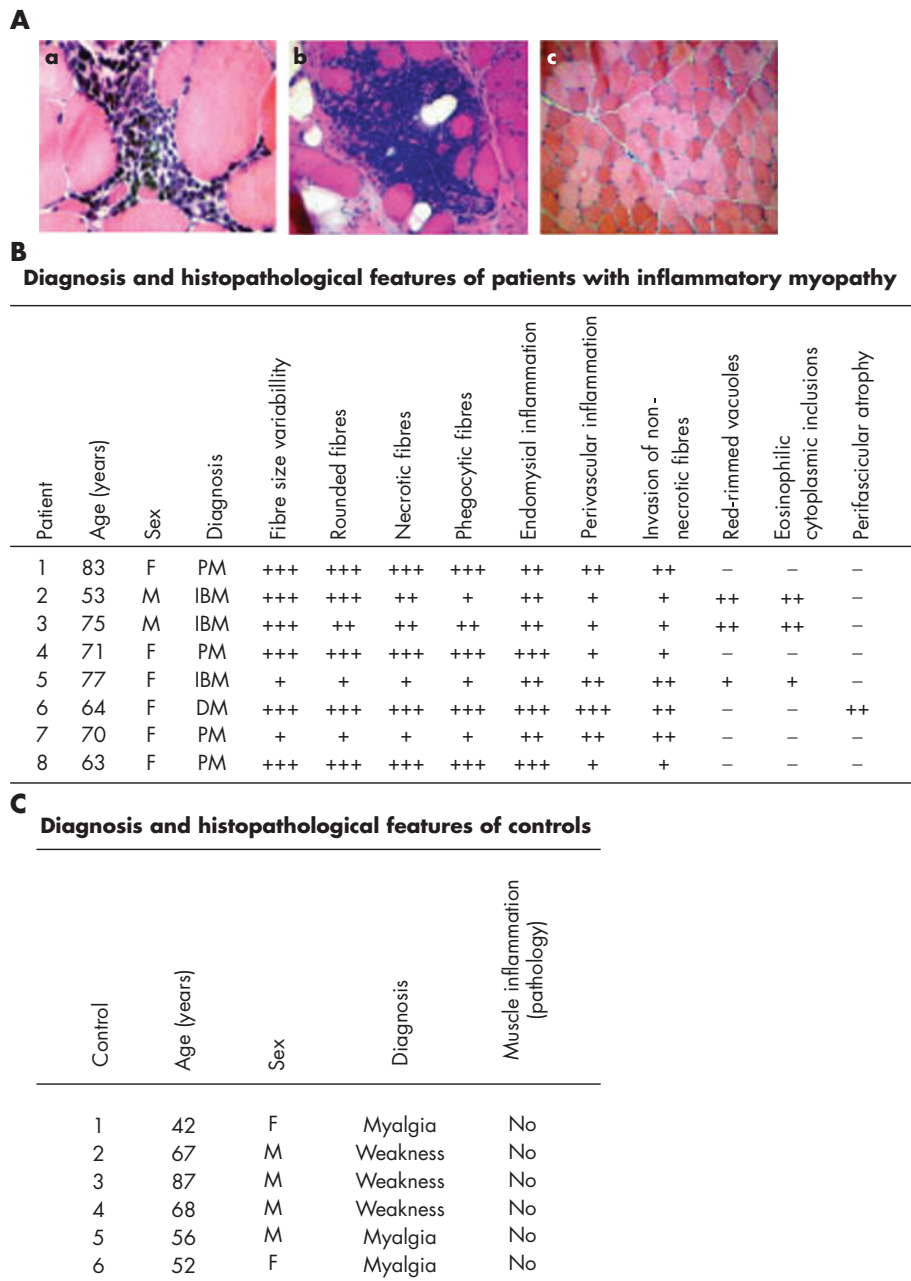 A
a b c
B
Diagnosis and histopathological features of patients with inflammatory myopathy
Patient Age (years) Sex Diagnosis Fibre size variabillity Rounded fibres Necrotic fibres Phegocytic fibres Endomysial inflammation Perivascular inflammation Invasion of non-necrotic fibres Red-rimmed vacuoles Eosinophilic cytoplasmic inclusions Perifascicular atrophy
1 83 F PM +++ +++ +++ +++ ++ ++ ++ – – –
2 53 M IBM +++ +++ ++ + ++ + + ++ ++ –
3 75 M IBM +++ ++ ++ ++ ++ + + ++ ++ –
4 71 F PM +++ +++ +++ +++ +++ + + – – –
5 77 F IBM + + + + ++ ++ ++ + + –
6 64 F DM +++ +++ +++ +++ +++ +++ ++ – – ++
7 70 F PM + + + + ++ ++ ++ – – –
8 63 F PM +++ +++ +++ +++ +++ + + – – –
C
Diagnosis and histopathological features of controls
Control Age (years) Sex Diagnosis Muscle inflammation (pathology)
1 42 F Myalgia No
2 67 M Weakness No
3 87 M Weakness No
4 68 M Weakness No
5 56 M Myalgia No
6 52 F Myalgia No